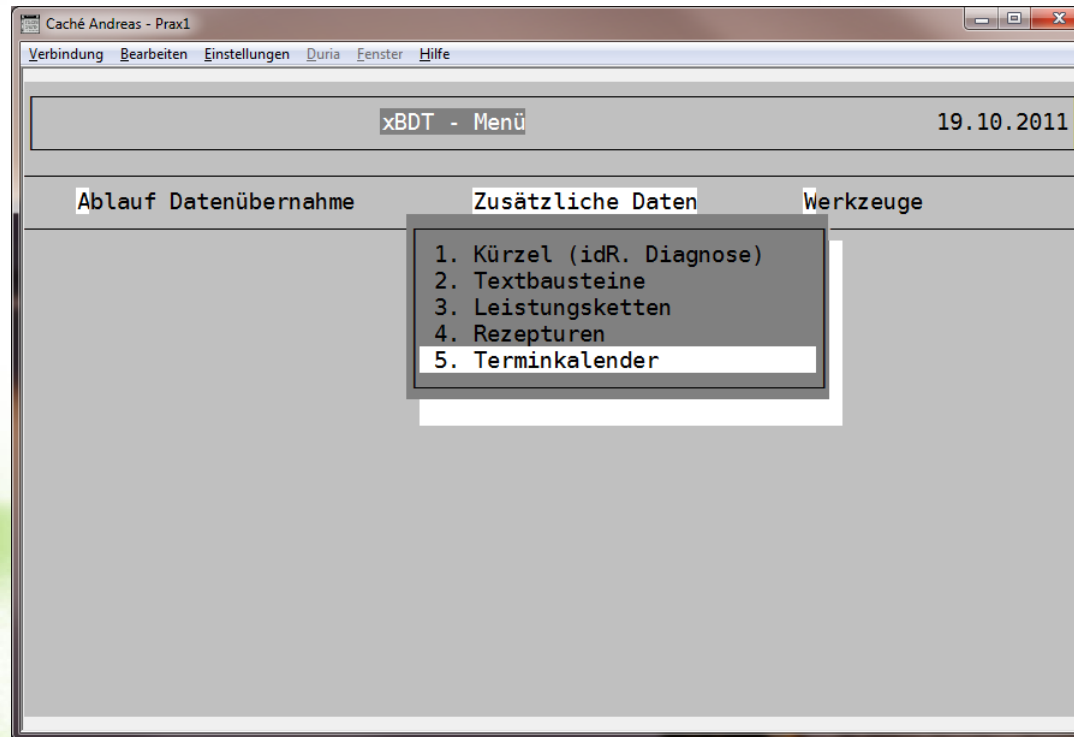 Caché Andreas - Prax1
Verbindung Bearbeiten Einstellungen Duria Fenster Hilfe
xBDT - Menü 19.10.2011
Ablauf Datenübernahme Zusätzliche Daten Werkzeuge
1. Kürzel (idR. Diagnose)
2. Textbausteine
3. Leistungsketten
4. Rezepturen
5. Terminkalender